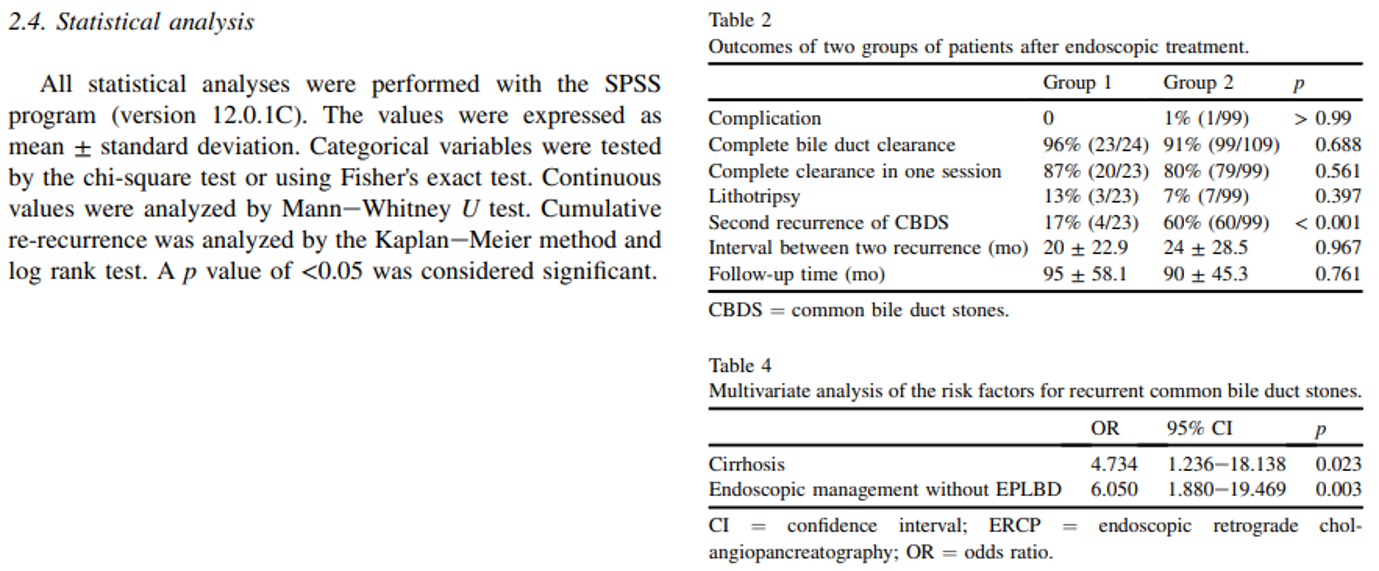 2.4. Statistical analysis
All statistical analyses were performed with the SPSS
program (version 12.0.1C). The values were expressed as
mean ± standard deviation. Categorical variables were tested
by the chi-square test or using Fisher's exact test. Continuous
values were analyzed by Mann−Whitney U test. Cumulative
re-recurrence was analyzed by the Kaplan−Meier method and
log rank test. A p value of <0.05 was considered significant.
Table 2
Outcomes of two groups of patients after endoscopic treatment.
Group 1 Group 2 p
Complication 0 1% (1/99) > 0.99
Complete bile duct clearance 96% (23/24) 91% (99/109) 0.688
Complete clearance in one session 87% (20/23) 80% (79/99) 0.561
Lithotripsy 13% (3/23) 7% (7/99) 0.397
Second recurrence of CBDS 17% (4/23) 60% (60/99) < 0.001
Interval between two recurrence (mo) 20 ± 22.9 24 ± 28.5 0.967
Follow-up time (mo) 95 ± 58.1 90 ± 45.3 0.761
CBDS = common bile duct stones.
Table 4
Multivariate analysis of the risk factors for recurrent common bile duct stones.
OR 95% CI p
Cirrhosis 4.734 1.236−18.138 0.023
Endoscopic management without EPLBD 6.050 1.880−19.469 0.003
CI = confidence interval; ERCP = endoscopic retrograde chol-
angiopancreatography; OR = odds ratio.